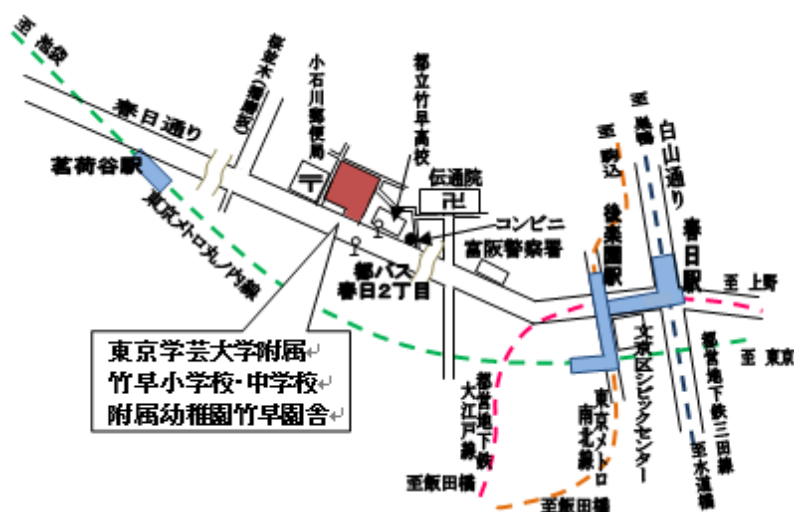 至 池袋
春日通り
茗荷谷駅
桜並木(播磨坂)
小石川郵便局
〒
都立竹早高校
伝通院
卍
コンビニ
富阪警察署
都バス
春日2丁目
東京メトロ丸ノ内線
東京学芸大学附属
竹早小学校・中学校
附属幼稚園竹早園舎
至 駒込
至 巣鴨
白山通り
後楽園駅
春日駅
至 上野
至 東京
文京区シビックセンター
都営地下鉄三田線
至水道橋
都営地下鉄
大江戸線
至飯田橋
東京メトロ
南北線
至飯田橋